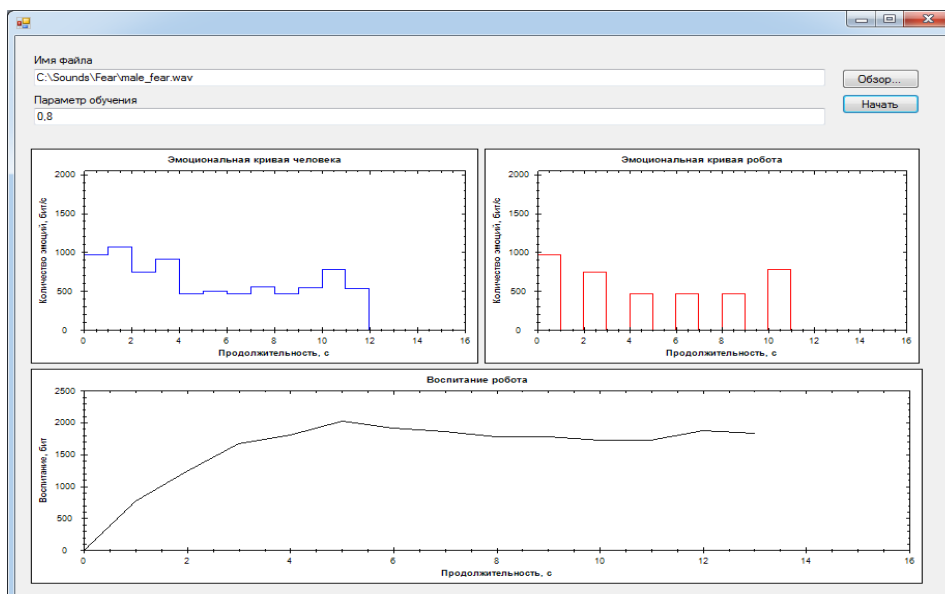 Имя файла
C:\Sounds\Fear\male_fear.wav
Обзор...
Параметр обучения
0,8
Начать
Эмоциональная кривая человека
Количество эмоций, бит/с
2000
1500
1000
500
0
0 2 4 6 8 10 12 14 16
Продолжительность, с
Эмоциональная кривая робота
Количество эмоций, бит/с
2000
1500
1000
500
0
0 2 4 6 8 10 12 14 16
Продолжительность, с
Воспитание робота
Воспитание, бит
2500
2000
1500
1000
500
0
0 2 4 6 8 10 12 14 16
Продолжительность, с